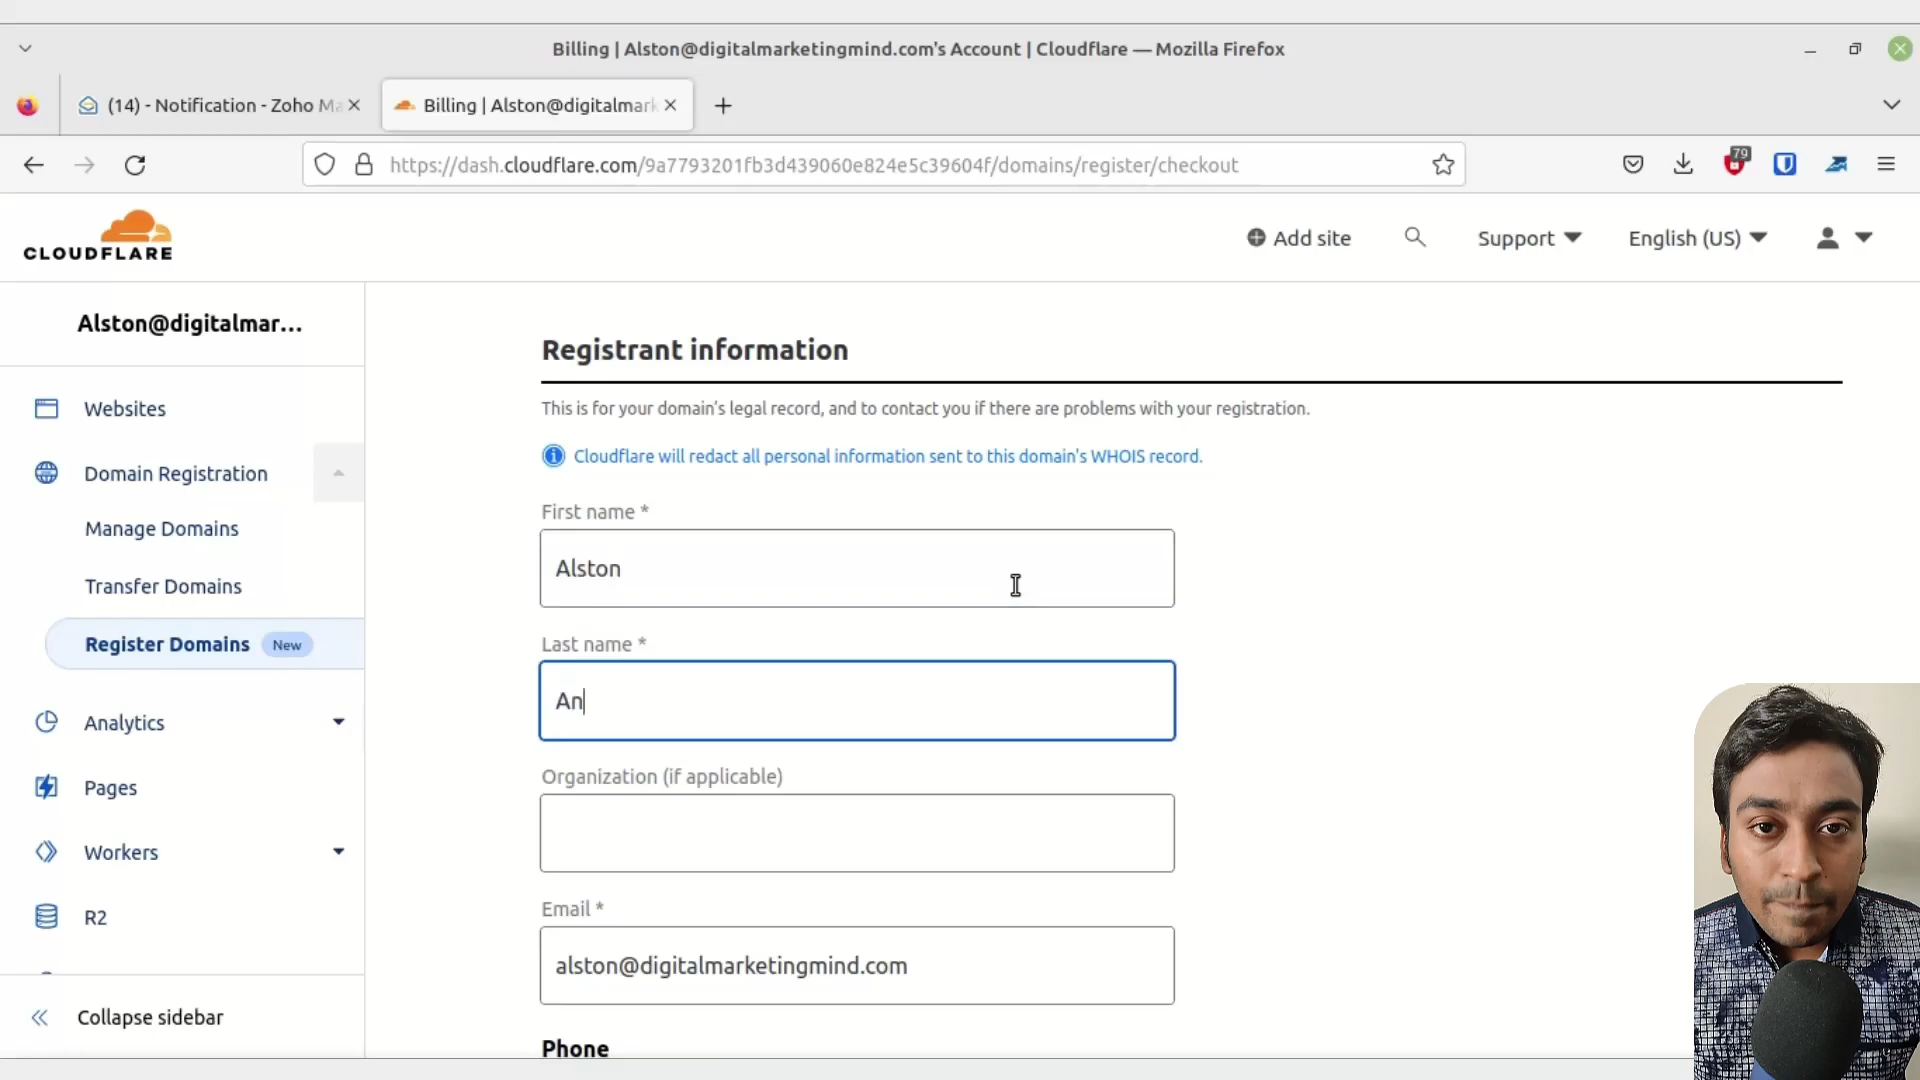 Billing | Alston@digitalmarketingmind.com's Account | Cloudflare — Mozilla Firefox
(14) - Notification - Zoho Ma
Billing | Alston@digitalmark
https://dash.cloudflare.com/9a7793201fb3d439060e824e5c39604f/domains/register/checkout
79
CLOUDFLARE
Add site
Support
English (US)
Alston@digitalmar...
Websites
Domain Registration
Manage Domains
Transfer Domains
Register Domains New
Analytics
Pages
Workers
R2
Collapse sidebar
Registrant information
This is for your domain's legal record, and to contact you if there are problems with your registration.
Cloudflare will redact all personal information sent to this domain's WHOIS record.
First name *
Alston
Last name *
An
Organization (if applicable)
Email *
alston@digitalmarketingmind.com
Phone